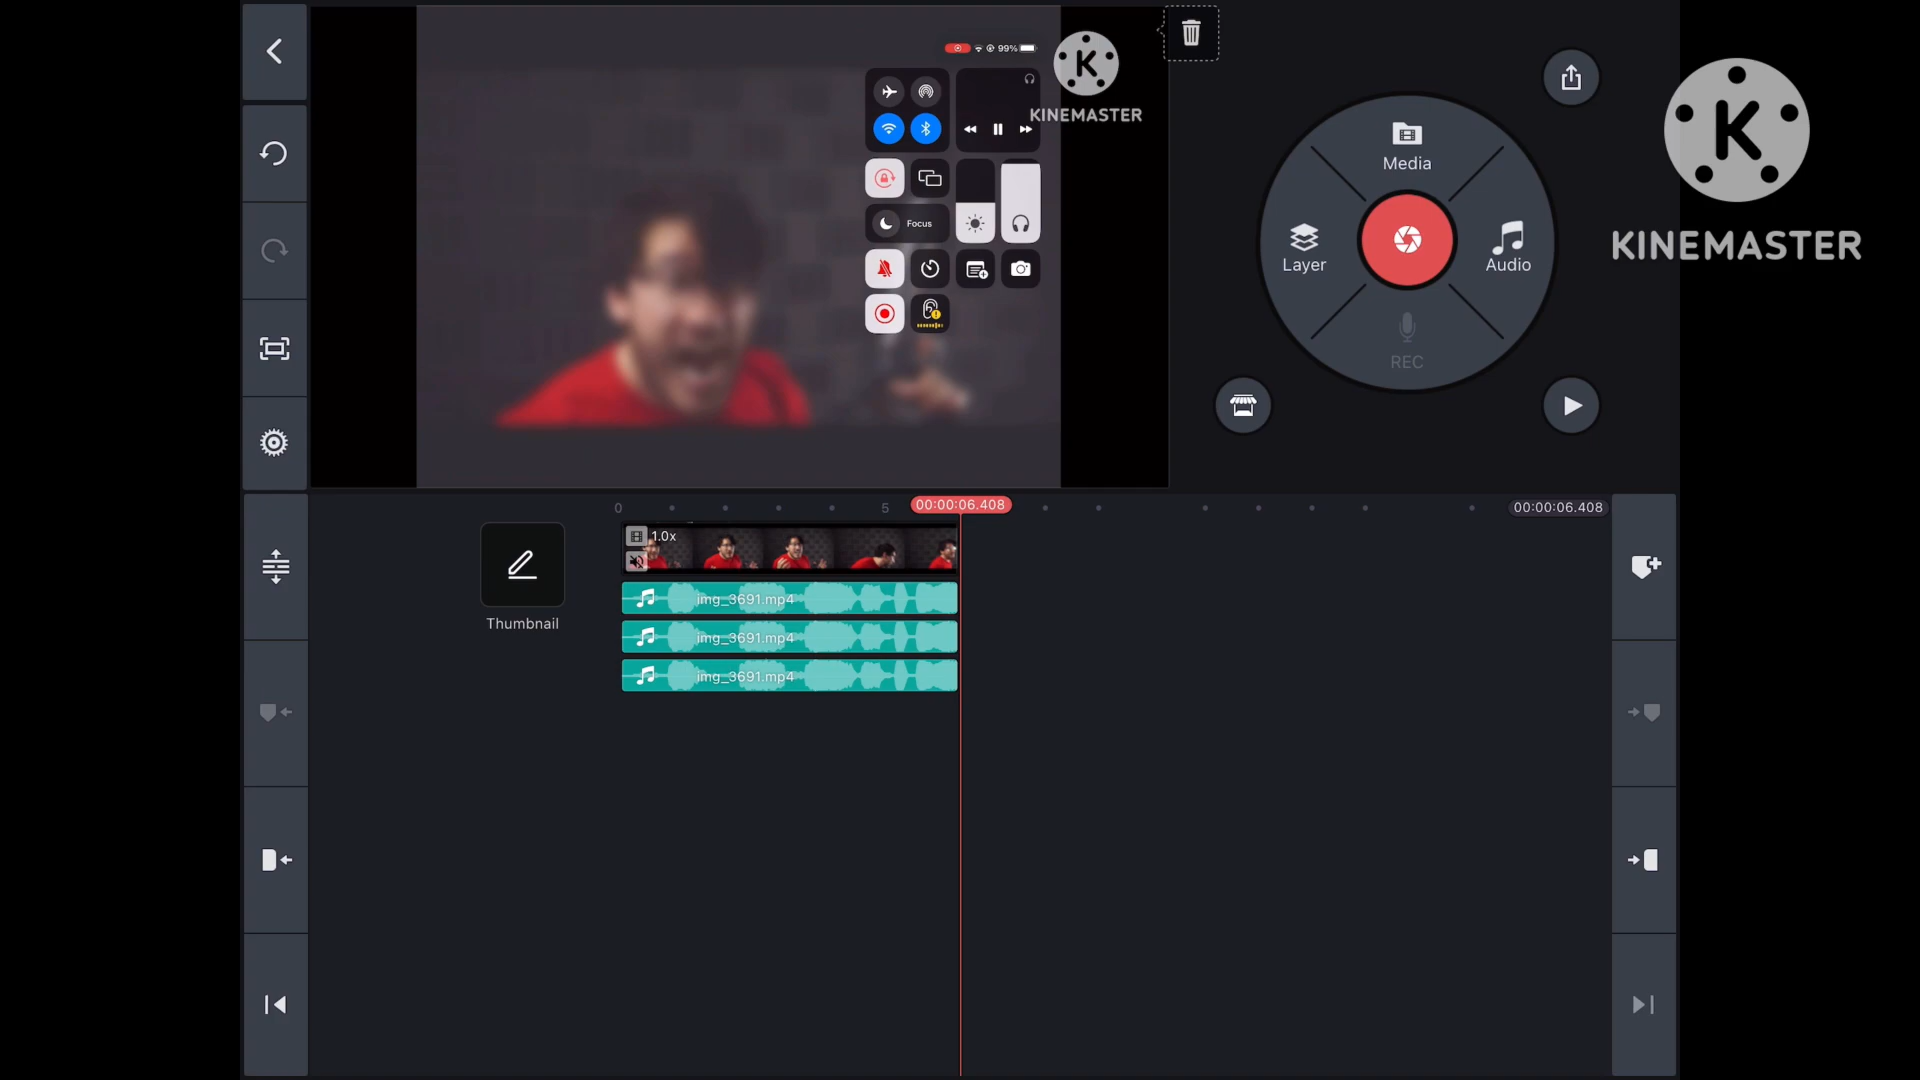 99%
KINEMASTER
Focus
Media
Layer
Audio
REC
KINEMASTER
0
5
00:00:06.408
00:00:06.408
1.0x
img_3691.mp4
img_3691.mp4
img_3691.mp4
Thumbnail